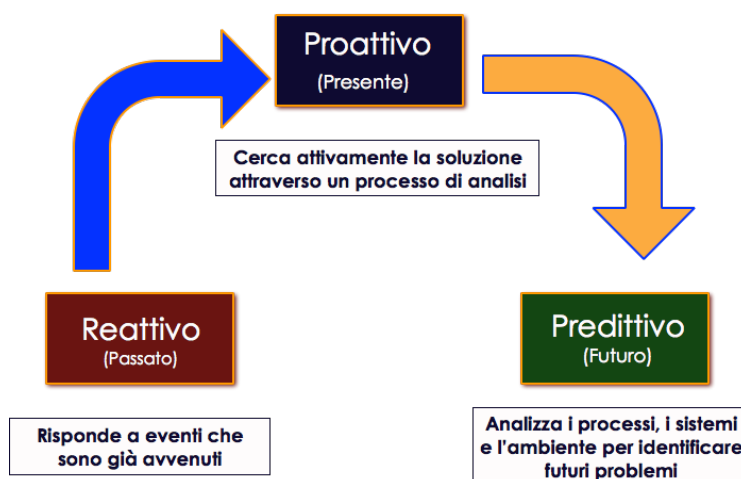 Proattivo
(Presente)
Cerca attivamente la soluzione
attraverso un processo di analisi
Reattivo
(Passato)
Risponde a eventi che
sono già avvenuti
Predittivo
(Futuro)
Analizza i processi, i sistemi
e l'ambiente per identificare
futuri problemi